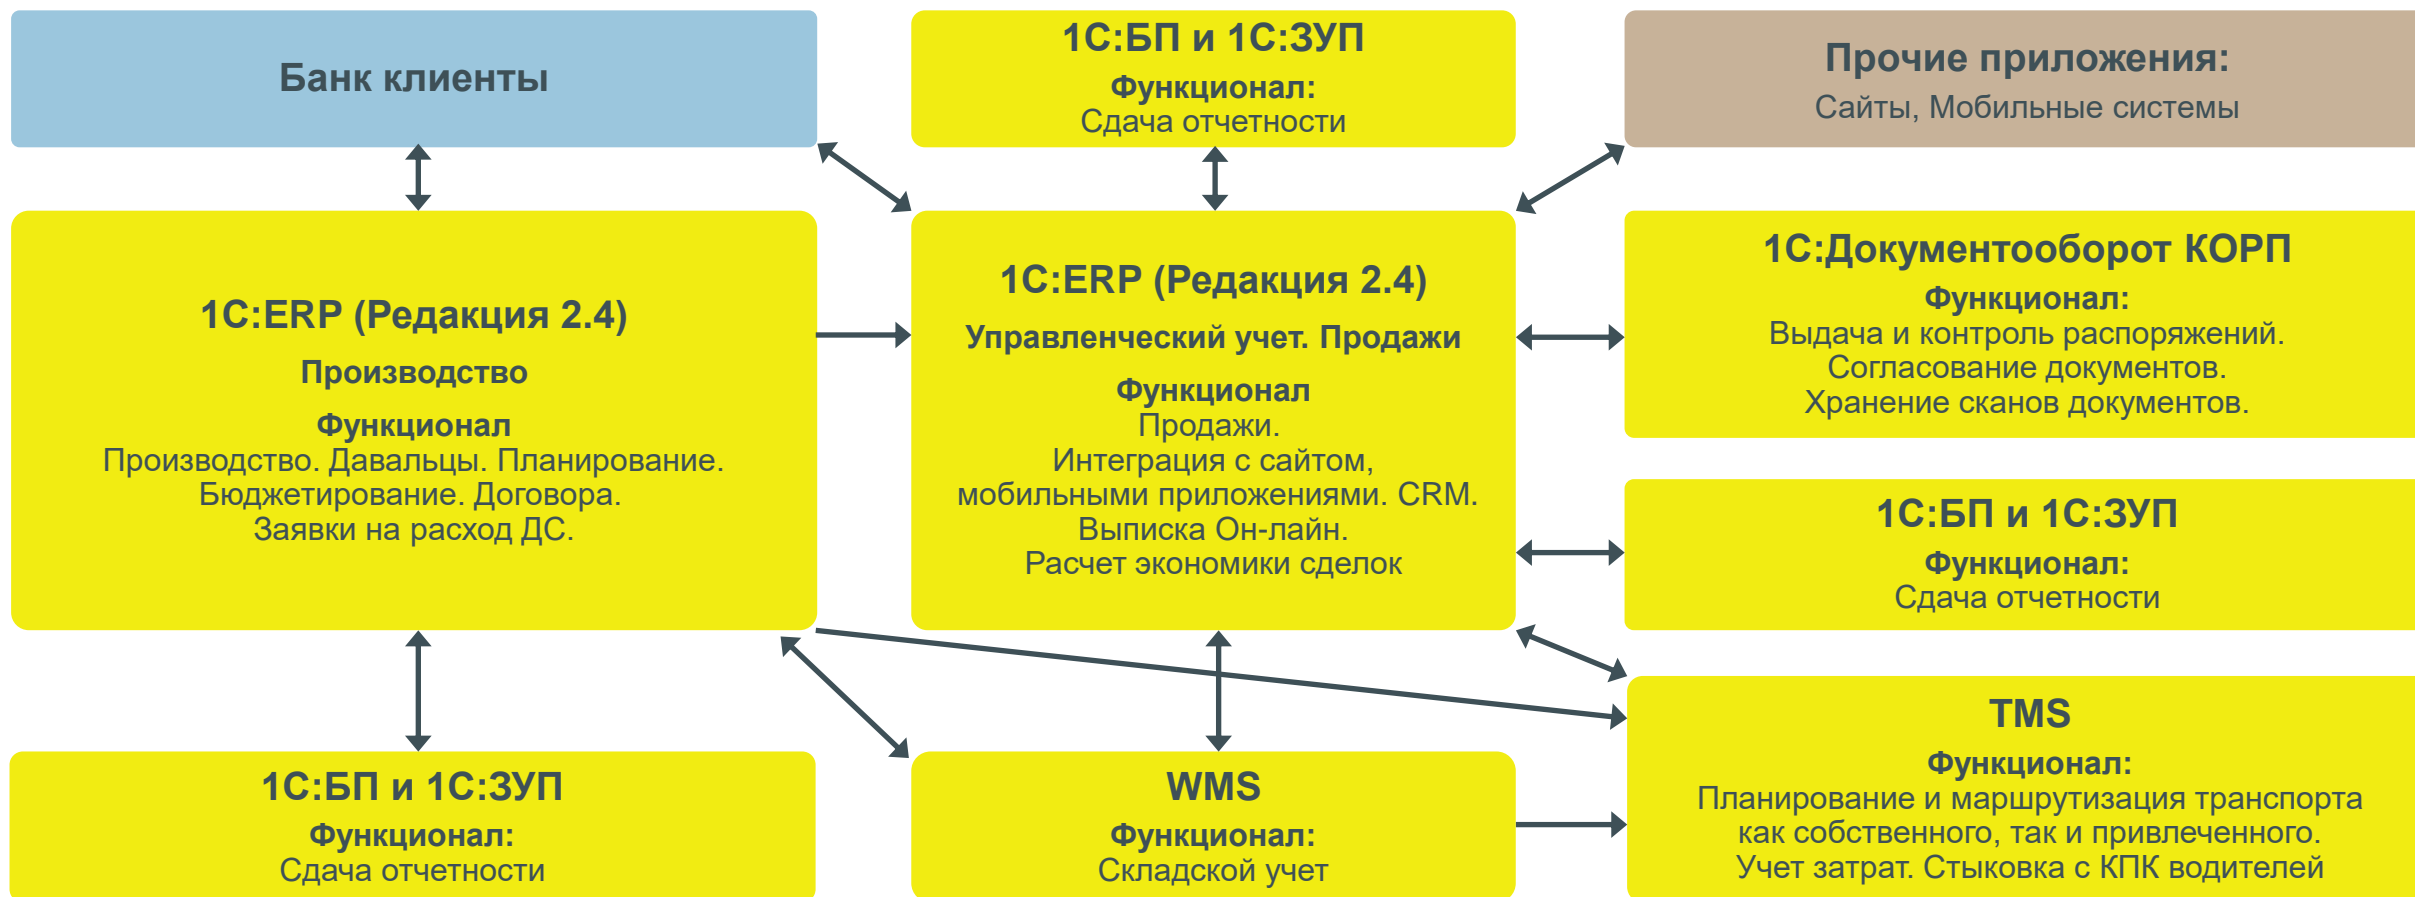 Банк клиенты
1С:БП и 1С:ЗУП
Функционал:
Сдача отчетности
Прочие приложения:
Сайты, Мобильные системы
1С:ERP (Редакция 2.4)
Производство
Функционал
Производство. Давальцы. Планирование.
Бюджетирование. Договора.
Заявки на расход ДС.
1С:ERP (Редакция 2.4)
Управленческий учет. Продажи
Функционал
Продажи.
Интеграция с сайтом,
мобильными приложениями. CRM.
Выписка Он-лайн.
Расчет экономики сделок
1С:Документооборот КОРП
Функционал:
Выдача и контроль распоряжений.
Согласование документов.
Хранение сканов документов.
1С:БП и 1С:ЗУП
Функционал:
Сдача отчетности
1С:БП и 1С:ЗУП
Функционал:
Сдача отчетности
WMS
Функционал:
Складской учет
TMS
Функционал:
Планирование и маршрутизация транспорта
как собственного, так и привлеченного.
Учет затрат. Стыковка с КПК водителей